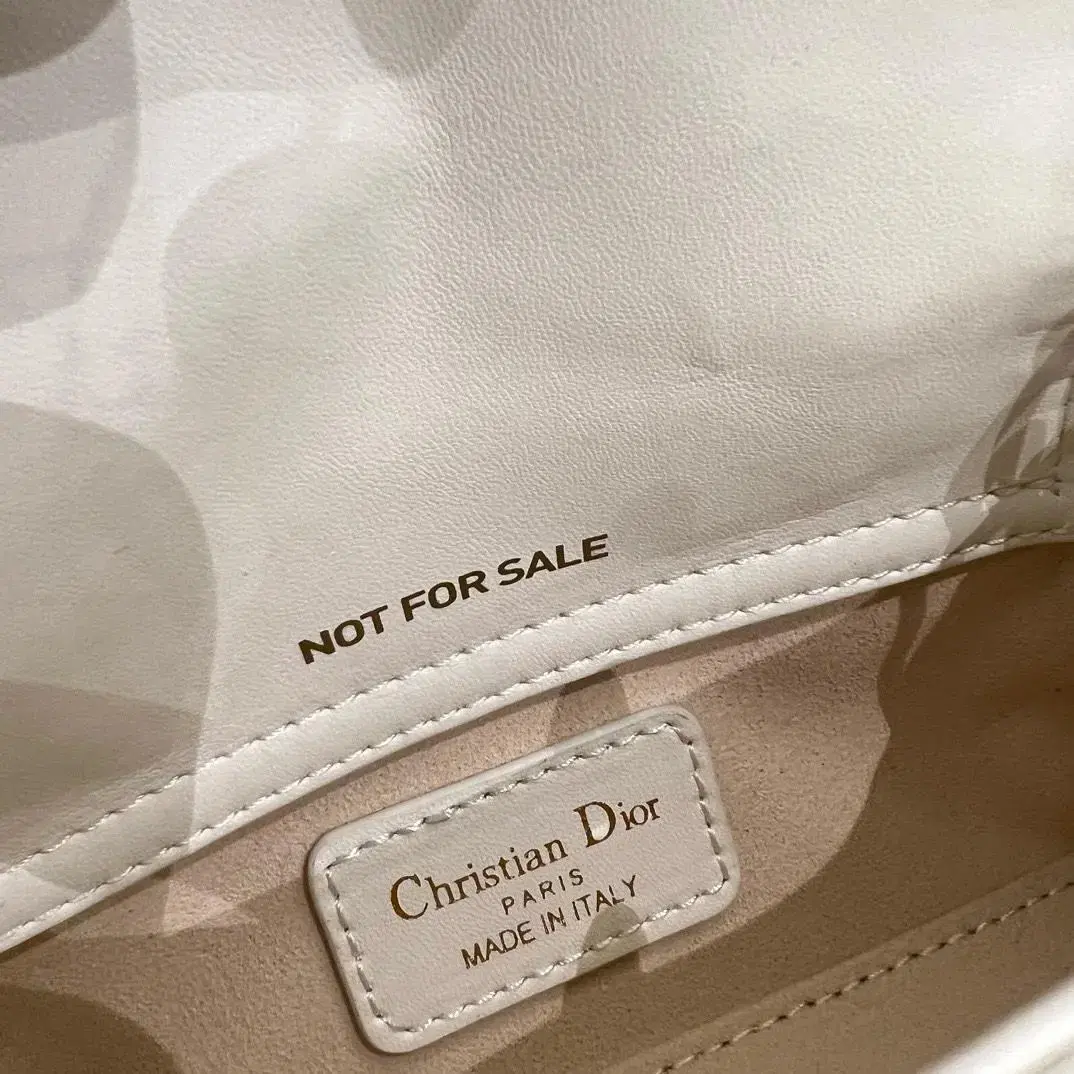 NOT FOR SALE
Christian Dior
PARIS
MADE IN ITALY